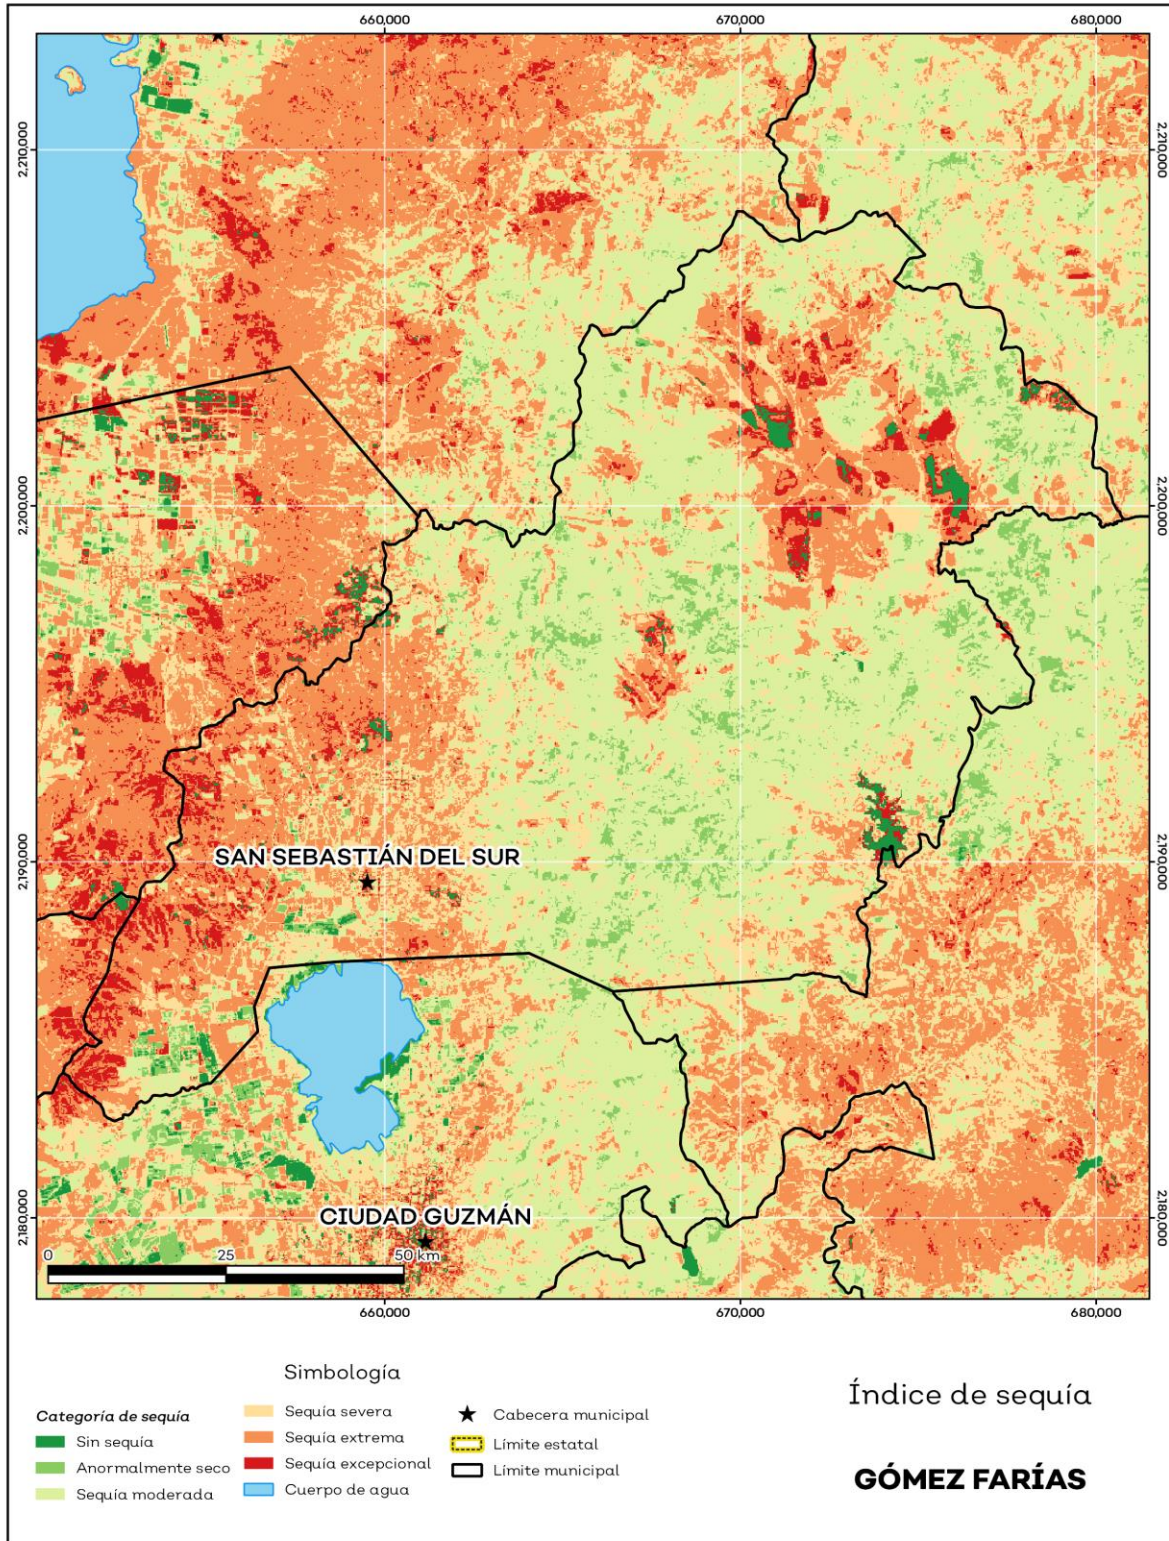 660,000
670,000
680,000
2,210,000
2,210,000
2,200,000
2,200,000
SAN SEBASTIÁN DEL SUR
2,190,000
2,190,000
CIUDAD GUZMÁN
2,180,000
2,180,000
0
25
50 km
660,000
670,000
680,000
Simbología
Categoría de sequía
Sin sequía
Anormalmente seco
Sequía moderada
Sequía severa
Sequía extrema
Sequía excepcional
Cuerpo de agua
Cabecera municipal
Límite estatal
Límite municipal
Índice de sequía
GÓMEZ FARÍAS